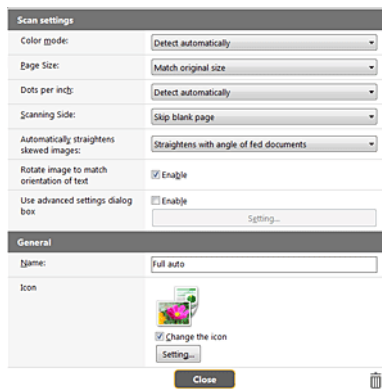 Scan settings
Color mode:
Detect automatically
Page Size:
Match original size
Dots per inch:
Detect automatically
Scanning Side:
Skip blank page
Automatically straightens
skewed images:
Straightens with angle of fed documents
Rotate image to match
orientation of text
Enable
Use advanced settings dialog
box
Enable
Setting...
General
Name:
Full auto
Icon
Change the icon
Setting...
Close